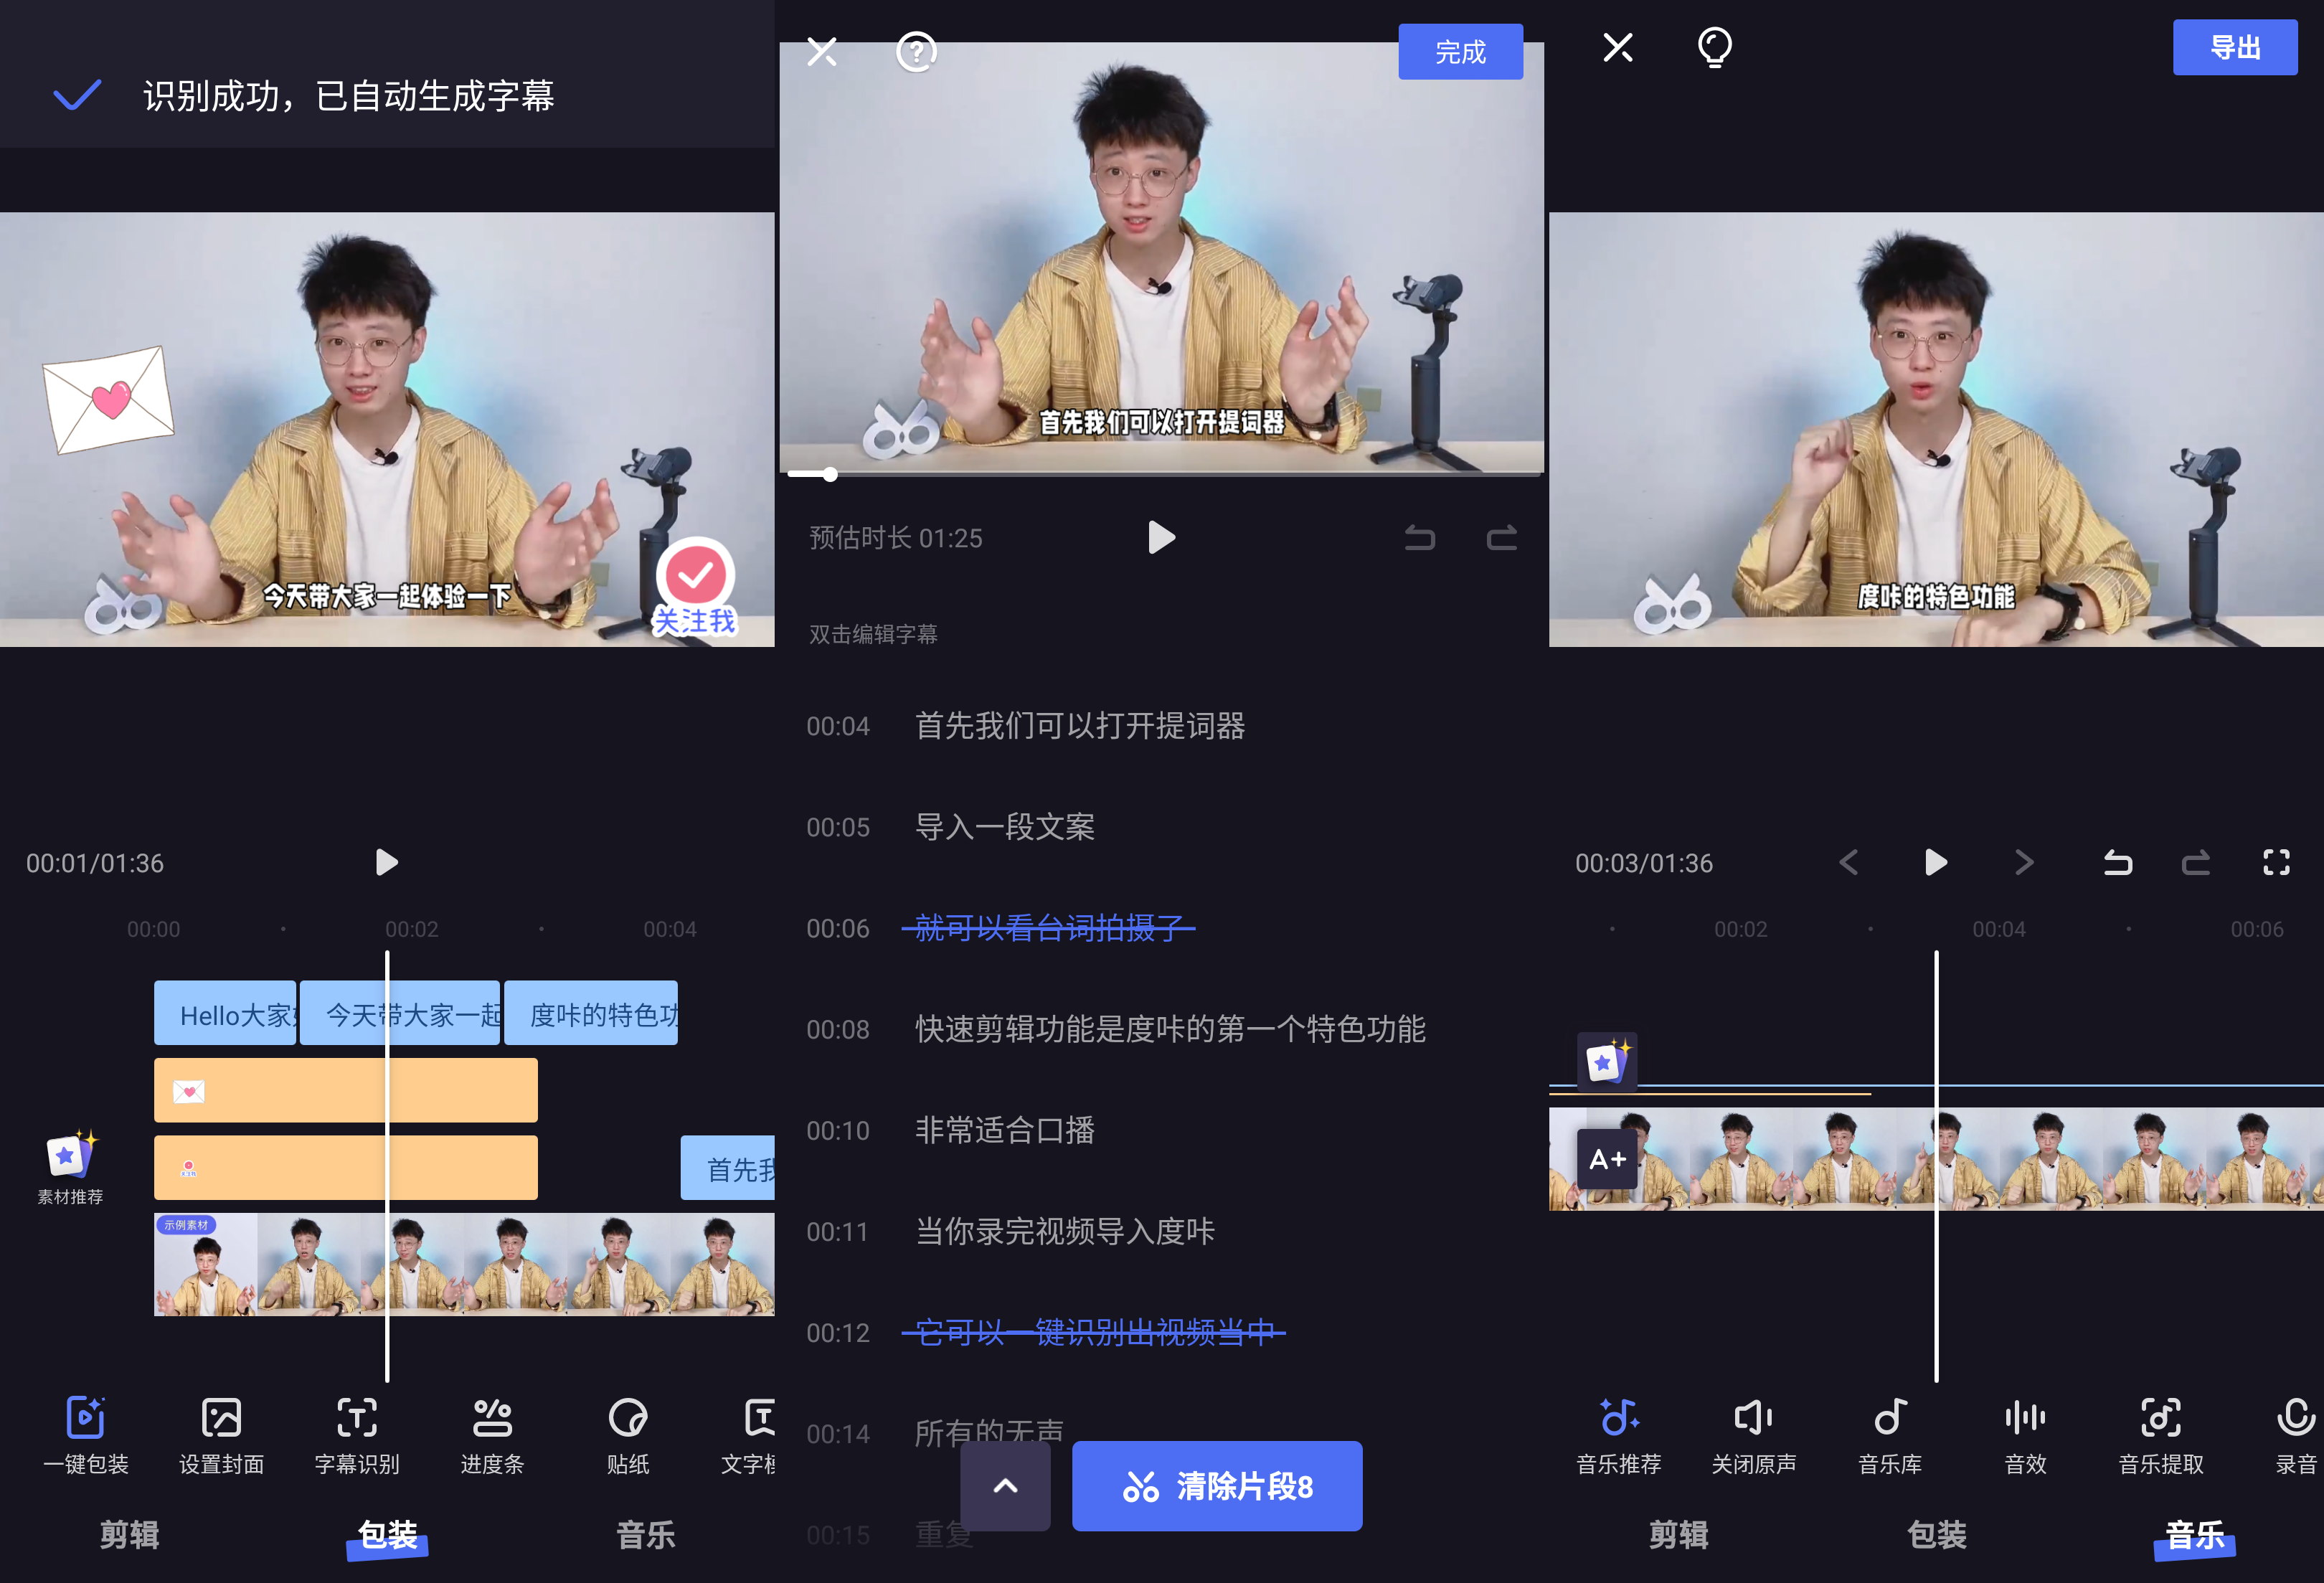 识别成功，已自动生成字幕
今天带大家一起体验一下
关注我
00:01/01:36
00:00
00:02
00:04
Hello大家
今天带大家一起
度咔的特色功
首先我
素材推荐
示例素材
一键包装
设置封面
字幕识别
进度条
贴纸
文字模
剪辑
包装
音乐
完成
首先我们可以打开提词器
预估时长 01:25
双击编辑字幕
00:04 首先我们可以打开提词器
00:05 导入一段文案
00:06 就可以看台词拍摄了
00:08 快速剪辑功能是度咔的第一个特色功能
00:10 非常适合口播
00:11 当你录完视频导入度咔
00:12 它可以一键识别出视频当中
00:14 所有的无声
清除片段8
00:15 重复
导出
度咔的特色功能
00:03/01:36
00:02
00:04
00:06
A+
音乐推荐
关闭原声
音乐库
音效
音乐提取
录音
剪辑
包装
音乐